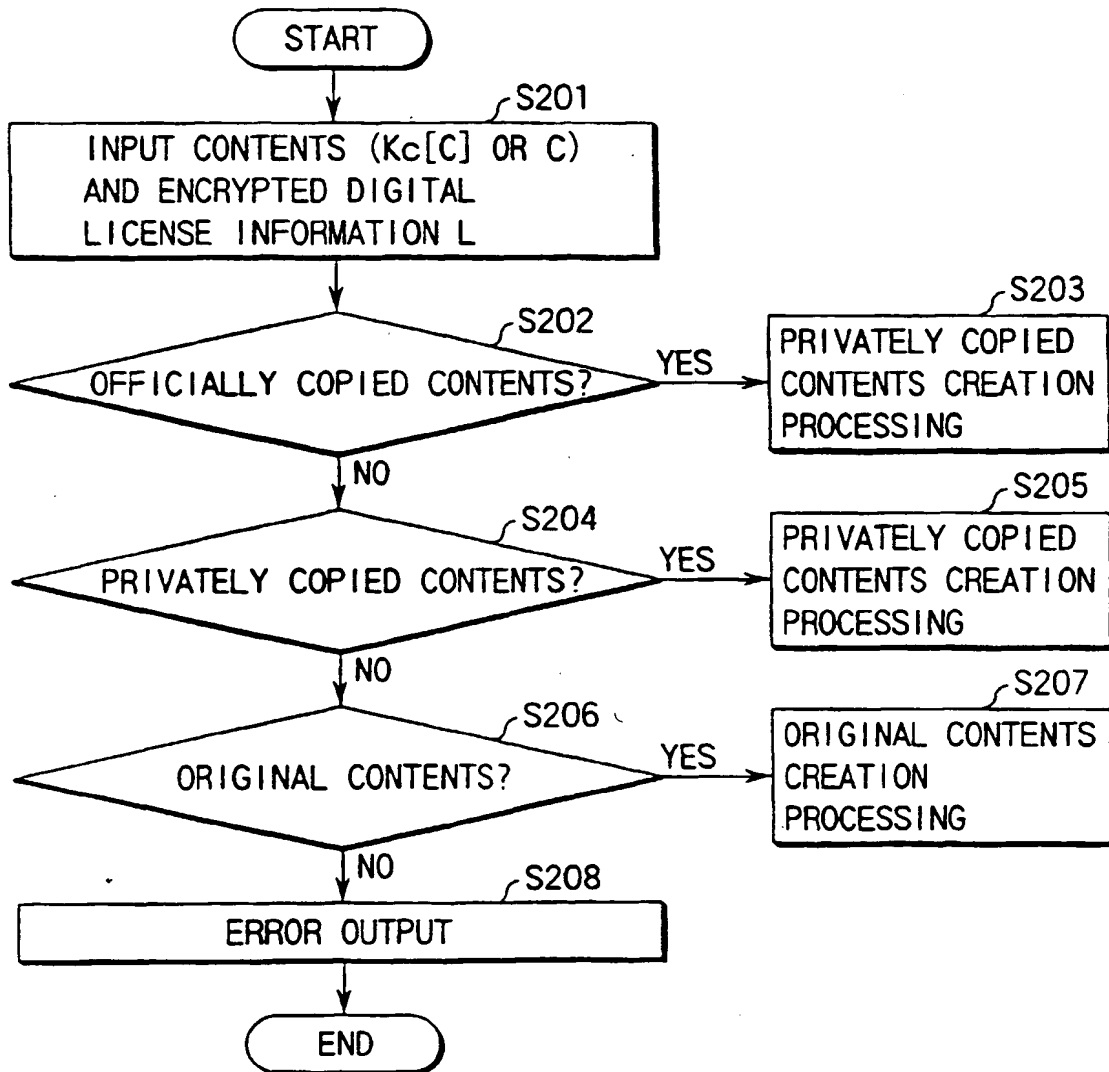 START
S201
INPUT CONTENTS (Kc[C] OR C)
AND ENCRYPTED DIGITAL
LICENSE INFORMATION L
S202
OFFICIALLY COPIED CONTENTS?
YES
S203
PRIVATELY COPIED
CONTENTS CREATION
PROCESSING
NO
S204
PRIVATELY COPIED CONTENTS?
YES
S205
PRIVATELY COPIED
CONTENTS CREATION
PROCESSING
NO
S206
ORIGINAL CONTENTS?
YES
S207
ORIGINAL CONTENTS
CREATION
PROCESSING
NO
S208
ERROR OUTPUT
END